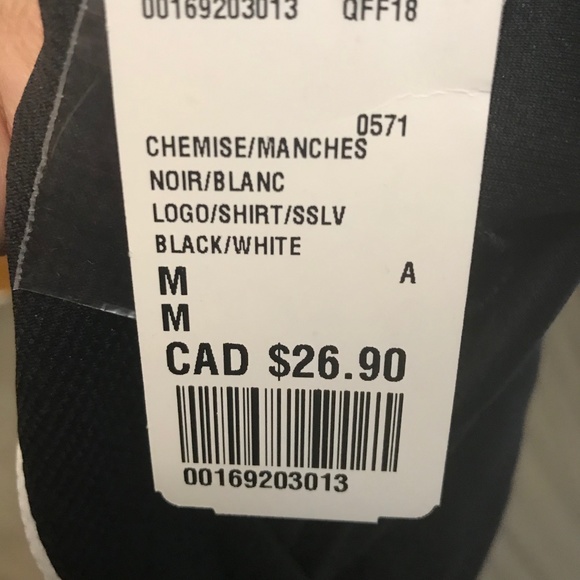 00169203013 QFF18
0571
CHEMISE/MANCHES
NOIR/BLANC
LOGO/SHIRT/SSLV
BLACK/WHITE
M A
M
CAD $26.90
00169203013